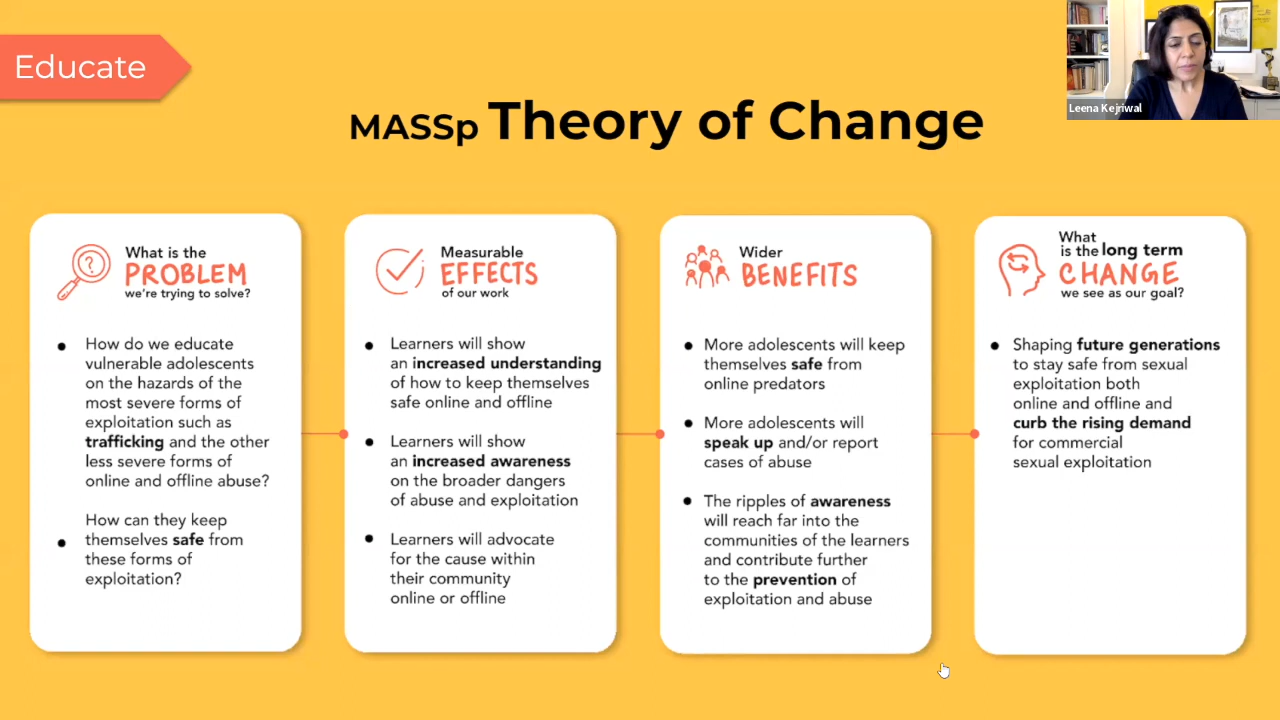 Educate
Leena Kejriwal
MASSp Theory of Change
What is the
PROBLEM
we're trying to solve?
• How do we educate
vulnerable adolescents
on the hazards of the
most severe forms of
exploitation such as
trafficking and the other
less severe forms of
online and offline abuse?
How can they keep
• themselves safe from
these forms of
exploitation?
Measurable
EFFECTS
of our work
• Learners will show
an increased understanding
of how to keep themselves
safe online and offline
• Learners will show
an increased awareness
on the broader dangers
of abuse and exploitation
• Learners will advocate
for the cause within
their community
online or offline
Wider
BENEFITS
• More adolescents will keep
themselves safe from
online predators
• More adolescents will
speak up and/or report
cases of abuse
• The ripples of awareness
will reach far into the
communities of the learners
and contribute further
to the prevention of
exploitation and abuse
What
is the long term
CHANGE
we see as our goal?
• Shaping future generations
to stay safe from sexual
exploitation both
online and offline and
curb the rising demand
for commercial
sexual exploitation